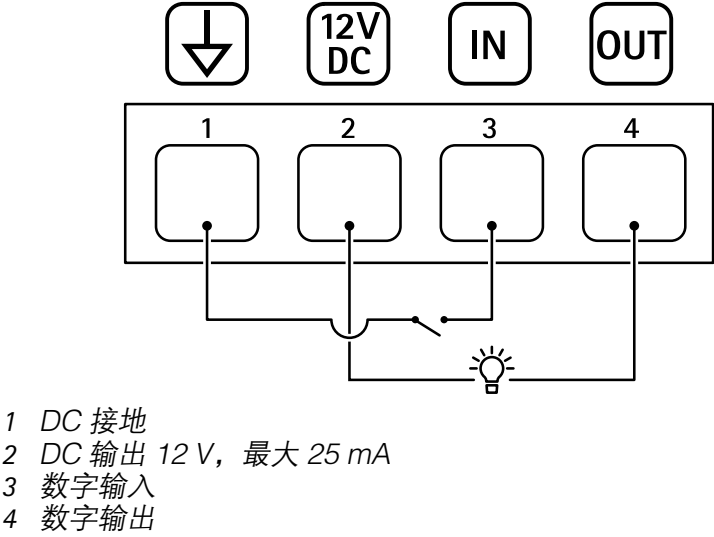 12V DC IN OUT
1 2 3 4
1 DC 接地
2 DC 输出 12 V，最大 25 mA
3 数字输入
4 数字输出